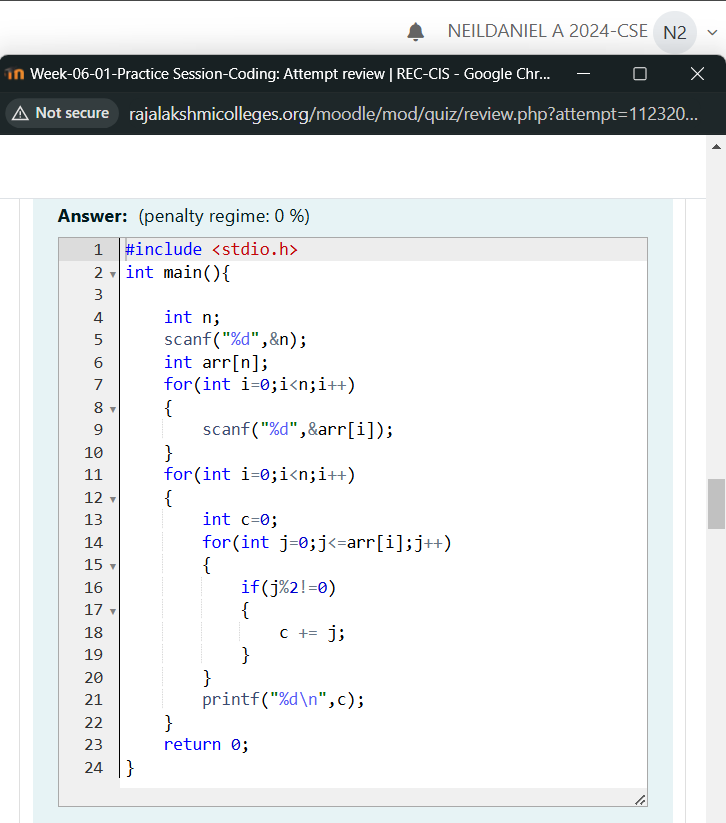 NEILDANIEL A 2024-CSE N2
Week-06-01-Practice Session-Coding: Attempt review | REC-CIS - Google Chr...
Not secure rajalakshmicolleges.org/moodle/mod/quiz/review.php?attempt=112320...
Answer: (penalty regime: 0 %)
1 #include <stdio.h>
2 int main(){
3
4 int n;
5 scanf("%d",&n);
6 int arr[n];
7 for(int i=0;i<n;i++)
8 {
9 scanf("%d",&arr[i]);
10 }
11 for(int i=0;i<n;i++)
12 {
13 int c=0;
14 for(int j=0;j<=arr[i];j++)
15 {
16 if(j%2!=0)
17 {
18 c += j;
19 }
20 }
21 printf("%d\n",c);
22 }
23 return 0;
24 }